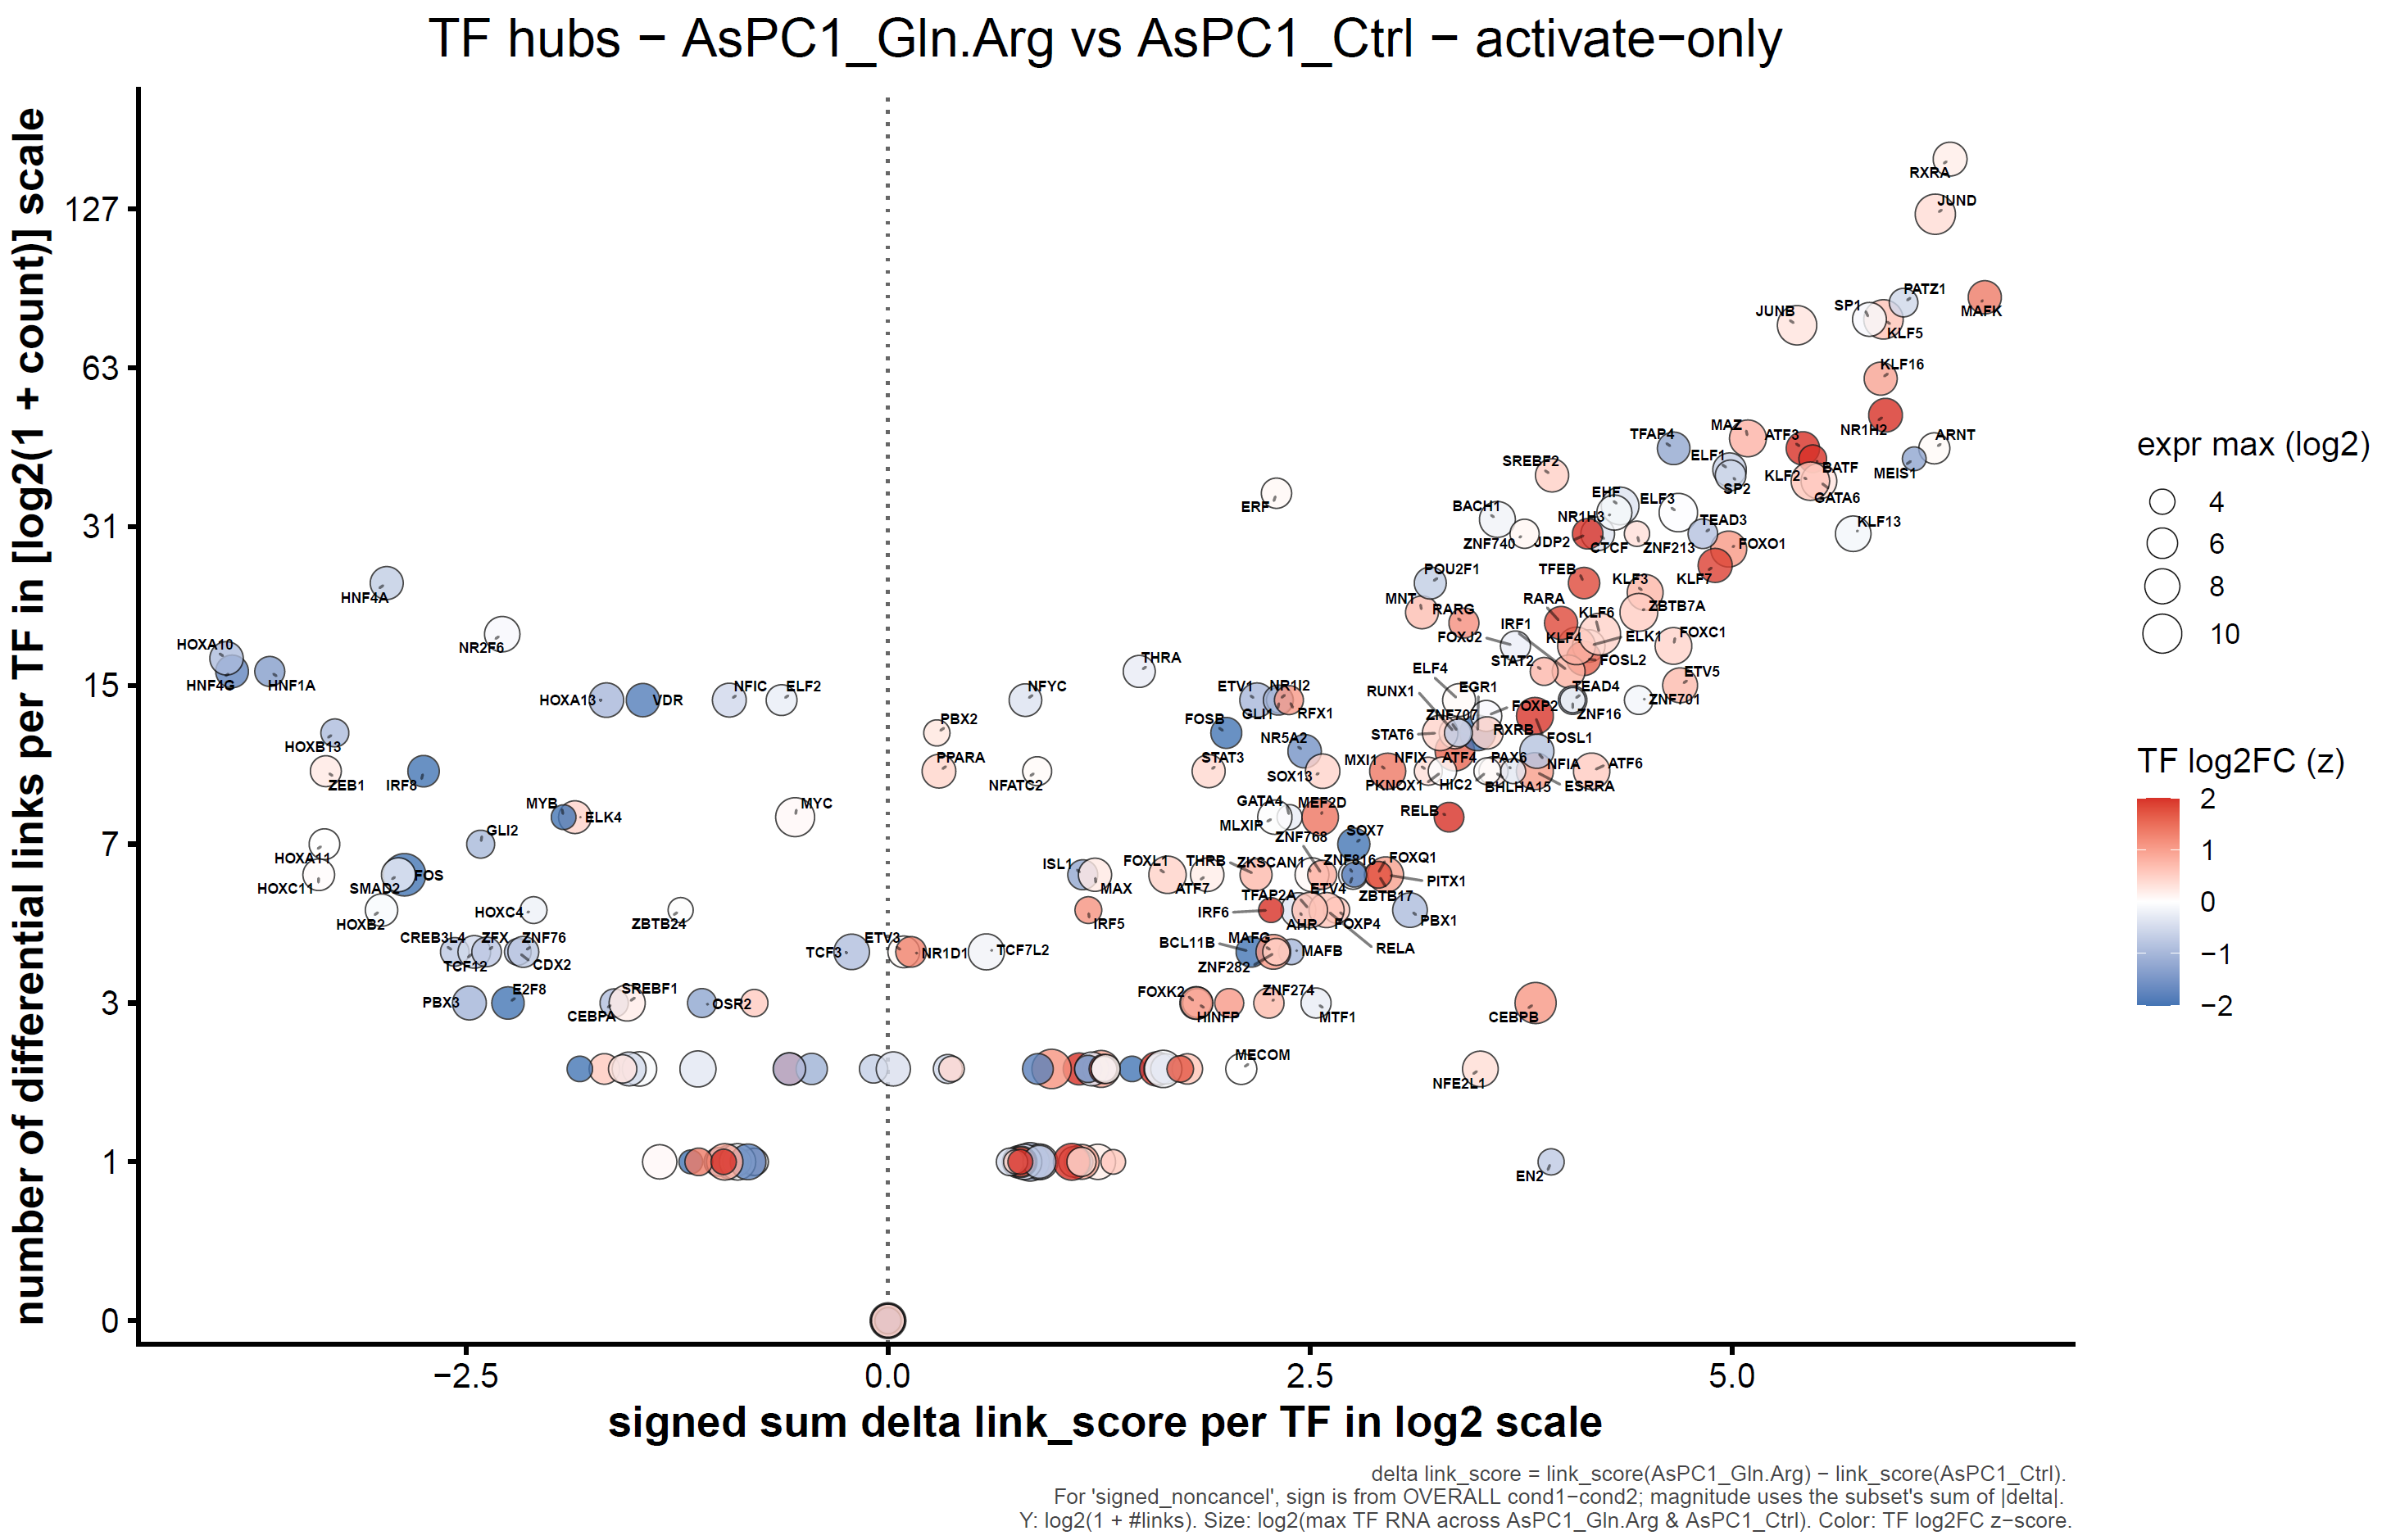 TF hubs − AsPC1_Gln.Arg vs AsPC1_Ctrl − activate−only
number of differential links per TF in [log2(1 + count)] scale
127
63
31
15
7
3
1
0
−2.5
0.0
2.5
5.0
signed sum delta link_score per TF in log2 scale
RXRA
JUND
PATZ1
SP1
MAFK
JUNB
KLF5
KLF16
NR1H2
ARNT
MAZ
ATF3
TFAP4
ELF1
BATF
MEIS1
SREBF2
KLF2
SP2
GATA6
ERF
EHF
ELF3
BACH1
NR1H3
TEAD3
KLF13
ZNF740
JDP2
CTCF
ZNF213
FOXO1
POU2F1
TFEB
KLF3
KLF7
HNF4A
MNT
RARG
RARA
ZBTB7A
IRF1
KLF6
FOXJ2
KLF4
ELK1
FOXC1
HOXA10
NR2F6
THRA
STAT2
FOSL2
ELF4
ETV5
HNF4G
HNF1A
NFIC
ELF2
NFYC
ETV1
NR1I2
RUNX1
EGR1
TEAD4
HOXA13
VDR
GLI1
RFX1
ZNF707
FOXP2
ZNF16
ZNF701
PBX2
FOSB
STAT6
RXRB
HOXB13
NR5A2
FOSL1
PPARA
STAT3
MXI1
NFIX
ATF4
PAX6
NFIA
ATF6
ZEB1
IRF8
NFATC2
SOX13
PKNOX1
HIC2
BHLHA15
ESRRA
MYB
ELK4
MYC
GATA4
MEF2D
RELB
MLXIP
GLI2
ZNF768
SOX7
HOXA11
ISL1
FOXL1
THRB
ZKSCAN1
ZNF816
FOXQ1
HOXC11
SMAD2
FOS
MAX
ATF7
TFAP2A
ETV4
ZBTB17
PITX1
HOXB2
HOXC4
ZBTB24
IRF5
IRF6
AHR
FOXP4
PBX1
CREB3L4
ZFX
ZNF76
TCF3
ETV3
NR1D1
TCF7L2
BCL11B
MAFG
MAFB
RELA
TCF12
CDX2
ZNF282
PBX3
E2F8
SREBF1
CEBPA
OSR2
FOXK2
ZNF274
HINFP
MTF1
CEBPB
MECOM
NFE2L1
EN2
expr max (log2)
4
6
8
10
TF log2FC (z)
2
1
0
−1
−2
delta link_score = link_score(AsPC1_Gln.Arg) − link_score(AsPC1_Ctrl).
For 'signed_noncancel', sign is from OVERALL cond1−cond2; magnitude uses the subset's sum of |delta|.
Y: log2(1 + #links). Size: log2(max TF RNA across AsPC1_Gln.Arg & AsPC1_Ctrl). Color: TF log2FC z−score.